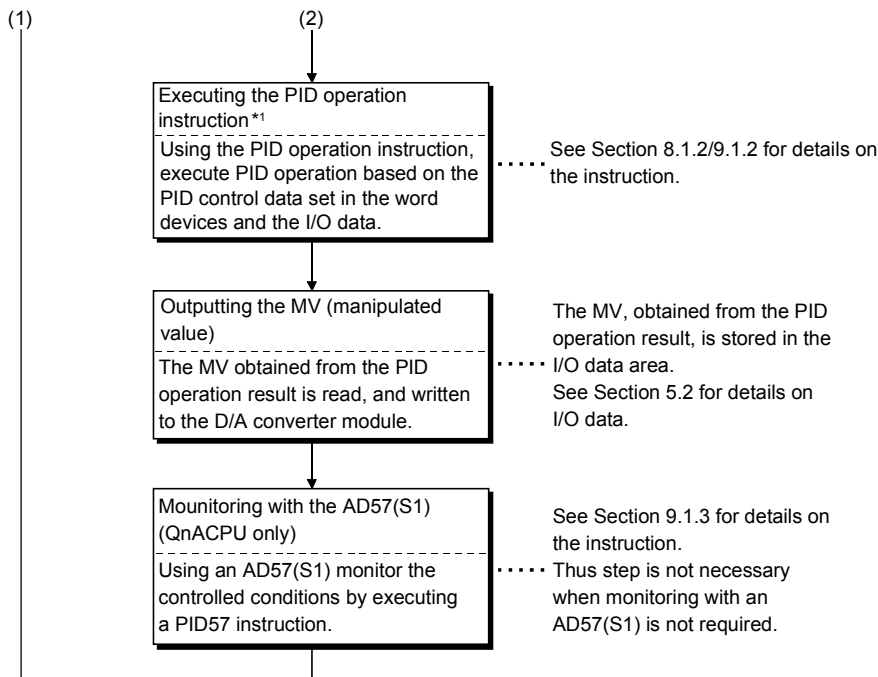 (1)
(2)
Executing the PID operation
instruction *1
Using the PID operation instruction,
execute PID operation based on the
PID control data set in the word
devices and the I/O data.
See Section 8.1.2/9.1.2 for details on
the instruction.
Outputting the MV (manipulated
value)
The MV obtained from the PID
operation result is read, and written
to the D/A converter module.
The MV, obtained from the PID
operation result, is stored in the
I/O data area.
See Section 5.2 for details on
I/O data.
Mounitoring with the AD57(S1)
(QnACPU only)
Using an AD57(S1) monitor the
controlled conditions by executing
a PID57 instruction.
See Section 9.1.3 for details on
the instruction.
Thus step is not necessary
when monitoring with an
AD57(S1) is not required.